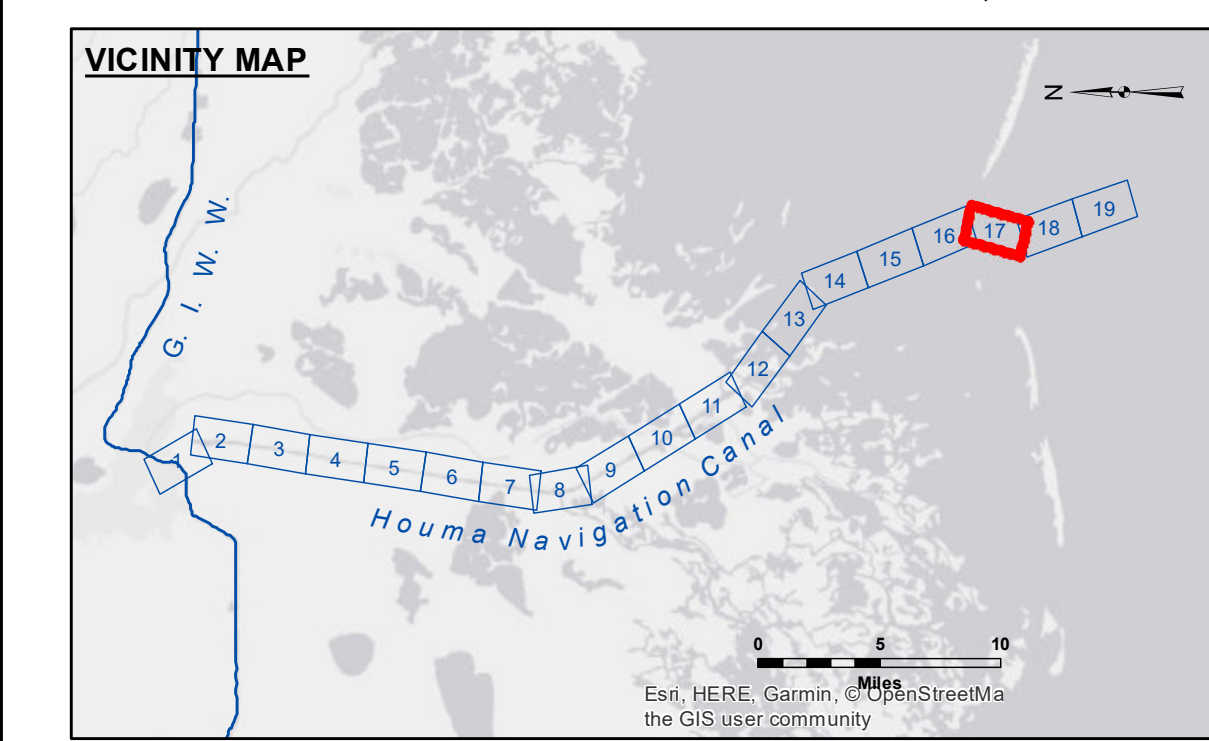 VICINITY MAP
N
G. I. W. W.
1
2
3
4
5
6
7
8
9
10
11
12
13
14
15
16
17
18
19
Houma Navigation Canal
0 5 10
Miles
Esri, HERE, Garmin, © OpenStreetMa
the GIS user community